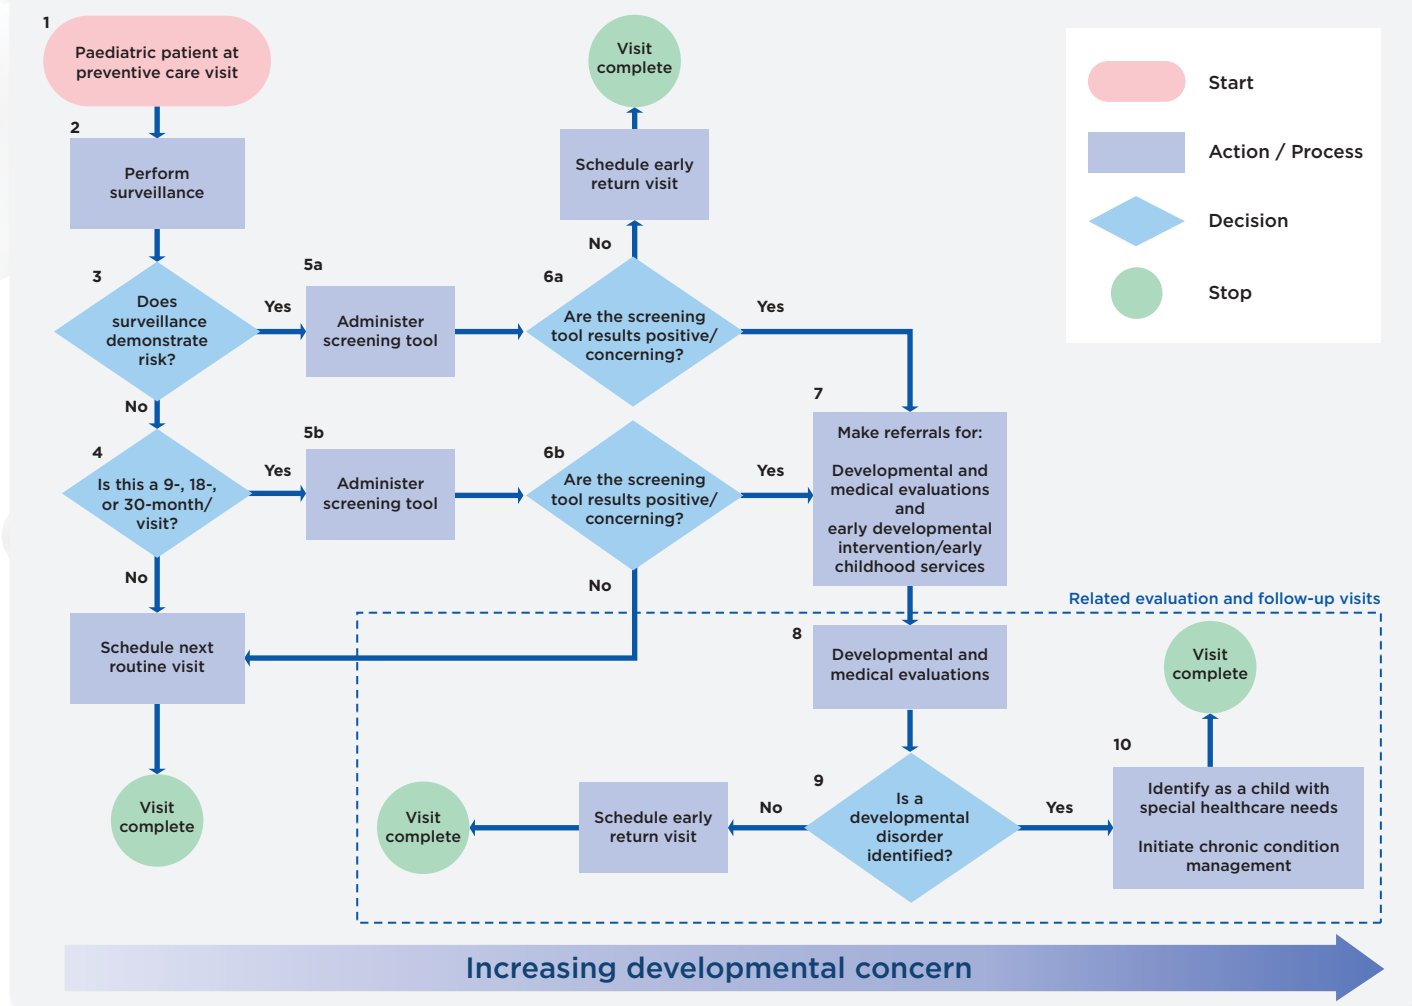 1
Paediatric patient at
preventive care visit
2
Perform
surveillance
3
Does
surveillance
demonstrate
risk?
Yes
No
4
Is this a 9-, 18-,
or 30-month/
visit?
Yes
No
Schedule next
routine visit
Visit
complete
5a
Administer
screening tool
5b
Administer
screening tool
Visit
complete
Schedule early
return visit
No
6a
Are the screening
tool results positive/
concerning?
Yes
6b
Are the screening
tool results positive/
concerning?
Yes
No
7
Make referrals for:
Developmental and
medical evaluations
and
early developmental
intervention/early
childhood services
Related evaluation and follow-up visits
8
Developmental and
medical evaluations
9
Is a
developmental
disorder
identified?
No
Schedule early
return visit
Visit
complete
Yes
10
Identify as a child with
special healthcare needs
Initiate chronic condition
management
Visit
complete
Start
Action / Process
Decision
Stop
Increasing developmental concern